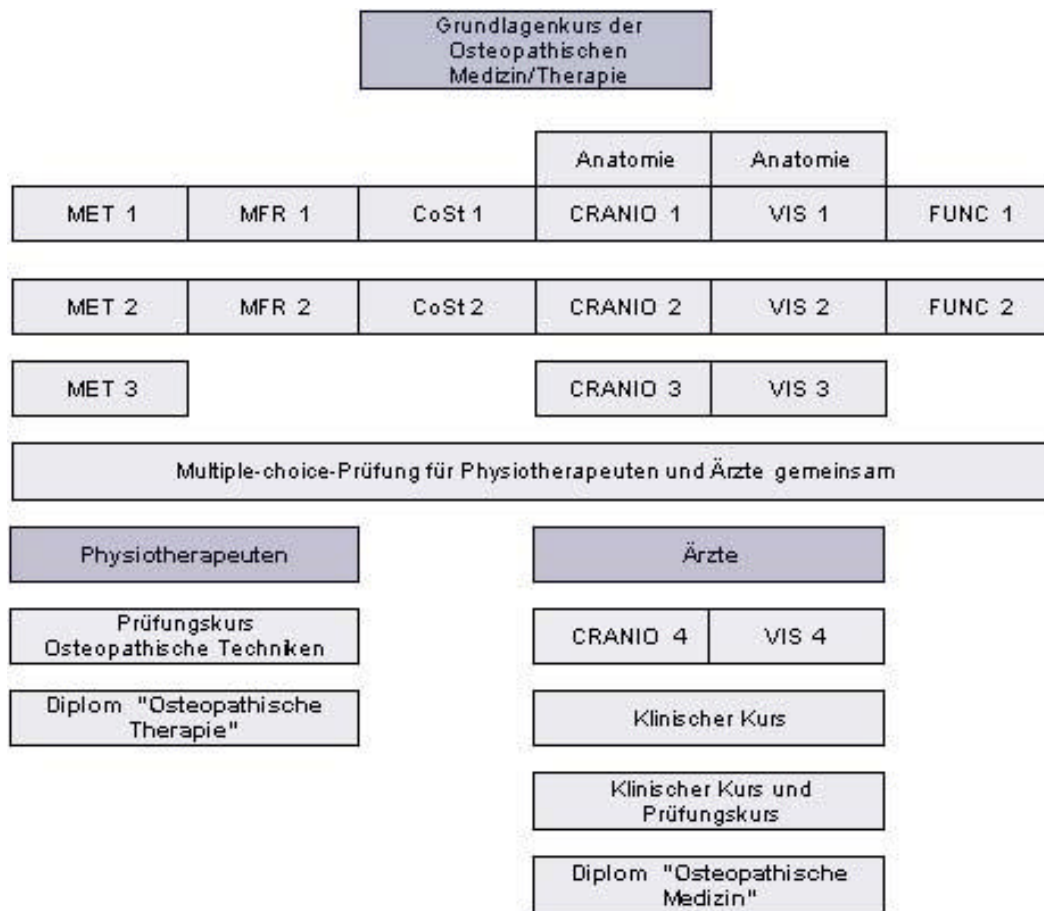 Grundlagenkurs der
Osteopathischen
Medizin/Therapie
Anatomie Anatomie
MET 1 MFR 1 CoSt 1 CRANIO 1 VIS 1 FUNC 1
MET 2 MFR 2 CoSt 2 CRANIO 2 VIS 2 FUNC 2
MET 3 CRANIO 3 VIS 3
Multiple-choice-Prüfung für Physiotherapeuten und Ärzte gemeinsam
Physiotherapeuten
Prüfungskurs
Osteopathische Techniken
Diplom "Osteopathische
Therapie"
Ärzte
CRANIO 4 VIS 4
Klinischer Kurs
Klinischer Kurs und
Prüfungskurs
Diplom "Osteopathische
Medizin"